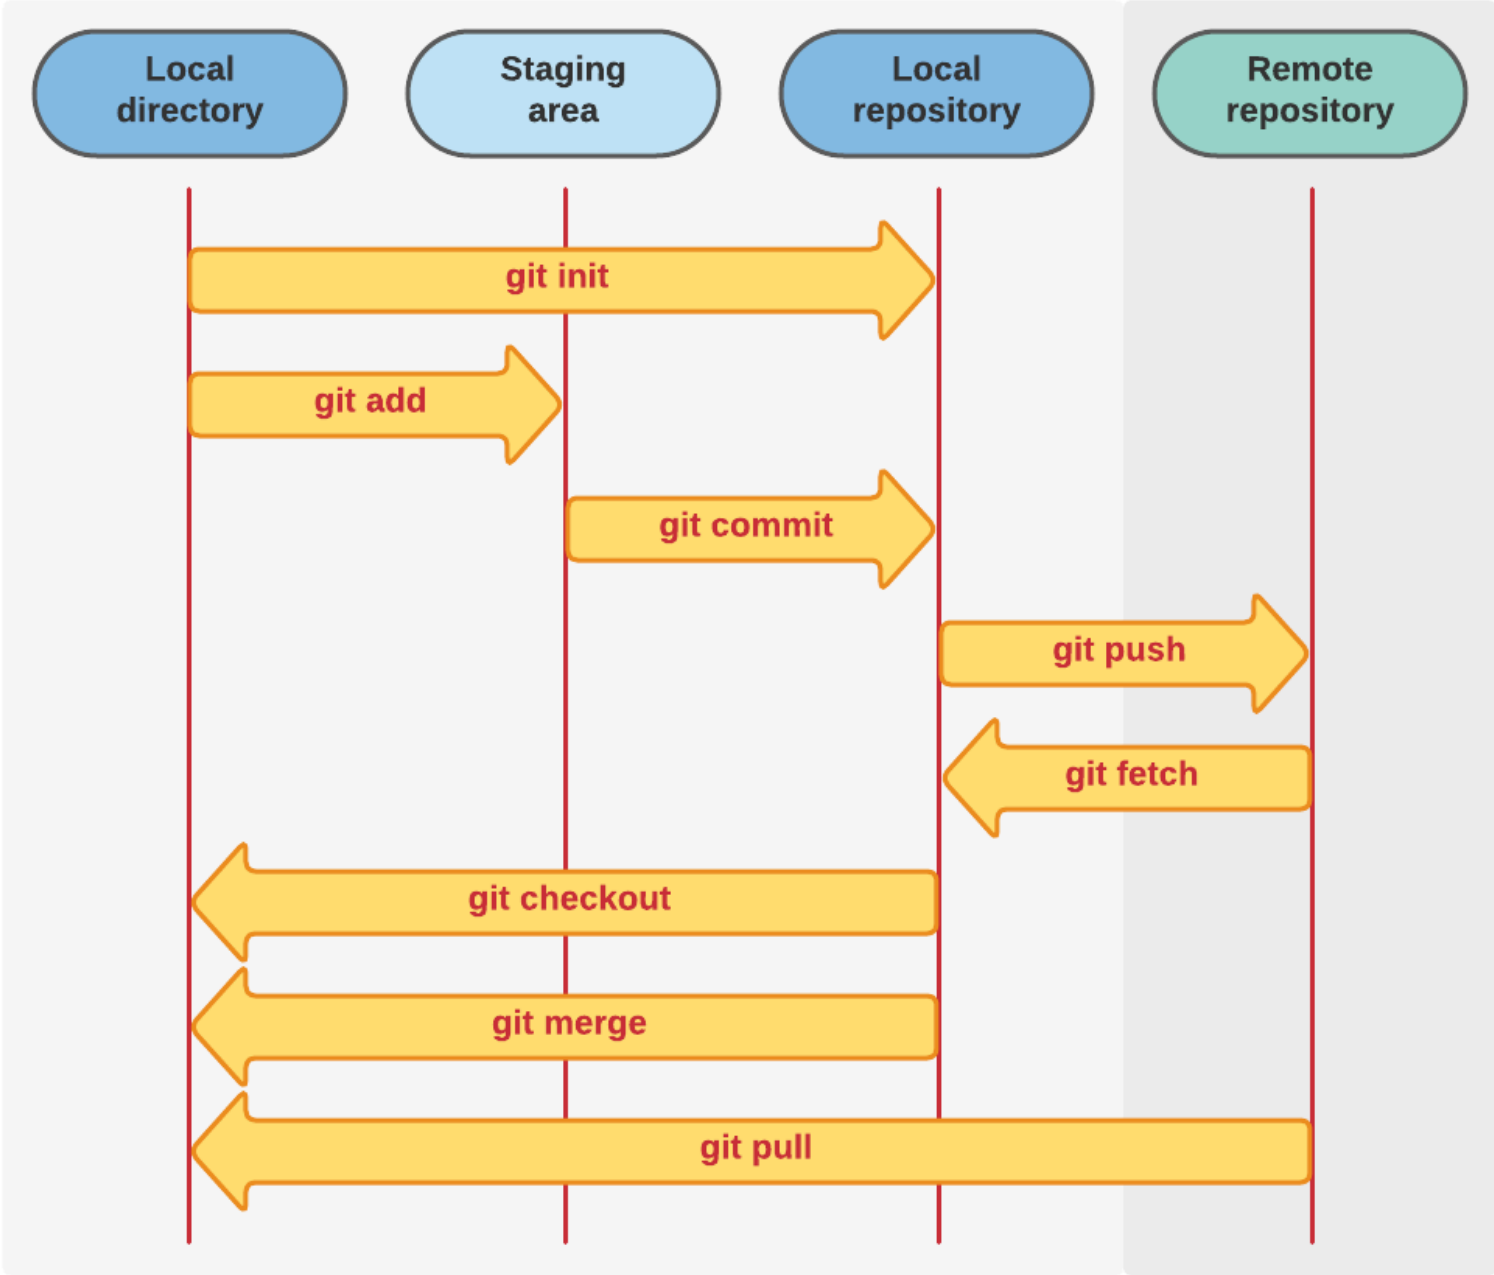 Local
directory
Staging
area
Local
repository
Remote
repository
git init
git add
git commit
git push
git fetch
git checkout
git merge
git pull